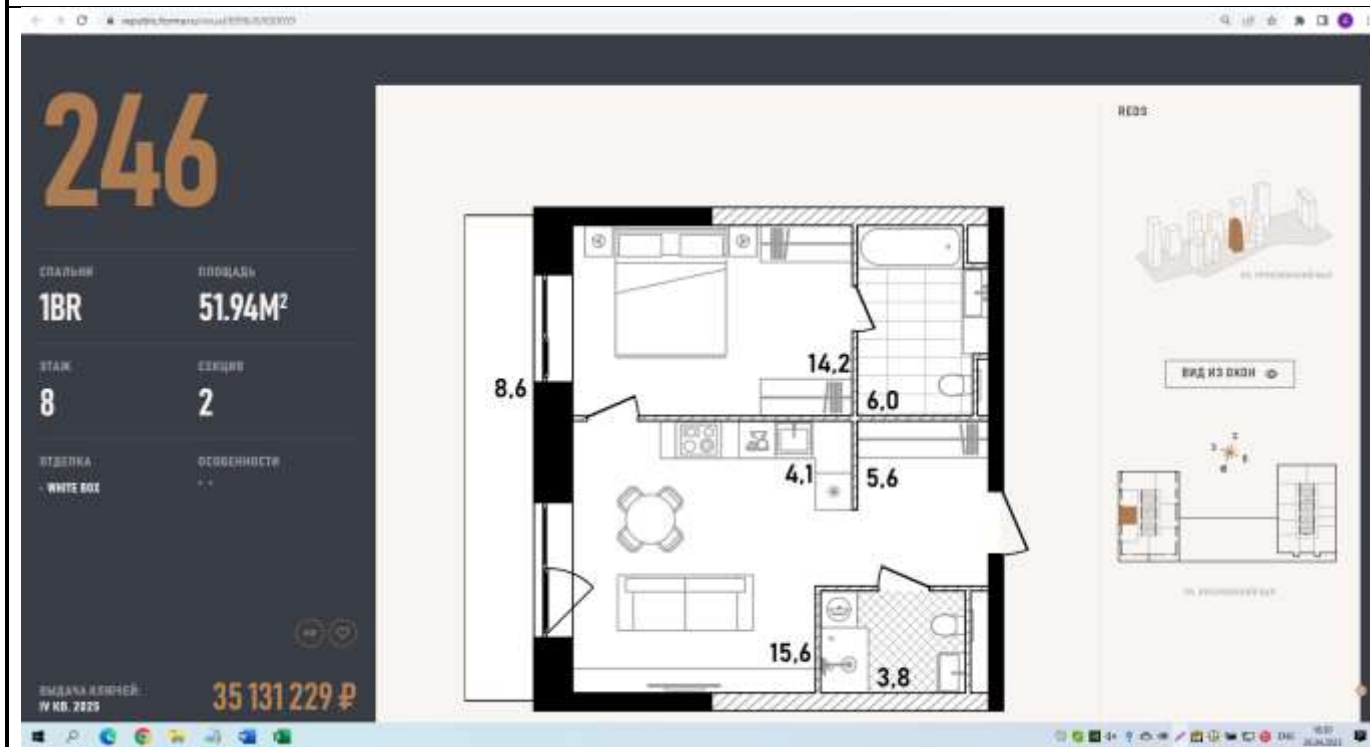 246
REDS
СПАЛЬНИ
ПЛОЩАДЬ
1BR
51.94М²
ЭТАЖ
СЕКЦИЯ
8
2
ОТДЕЛКА
ОСОБЕННОСТИ
- WHITE BOX
ВЫДАЧА КЛЮЧЕЙ:
IV КВ. 2025
35 131 229 ₽
8,6
14,2
6,0
4,1
5,6
15,6
3,8
ВИД ИЗ ОКОН